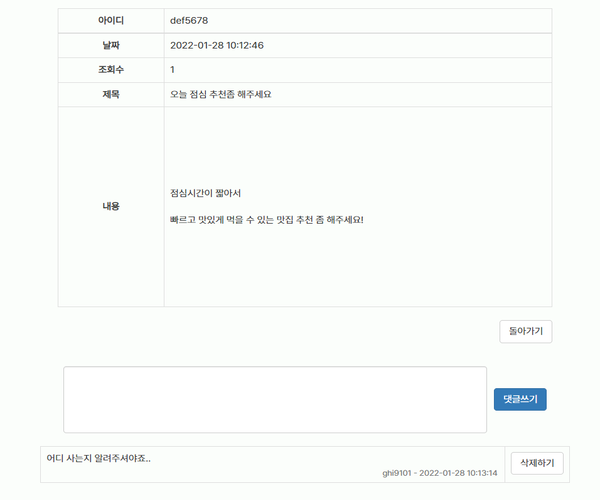 아이디 def5678
날짜 2022-01-28 10:12:46
조회수 1
제목 오늘 점심 추천좀 해주세요
내용
점심시간이 짧아서
빠르고 맛있게 먹을 수 있는 맛집 추천 좀 해주세요!
돌아가기
댓글쓰기
어디 사는지 알려주셔야죠..
ghi9101 - 2022-01-28 10:13:14
삭제하기